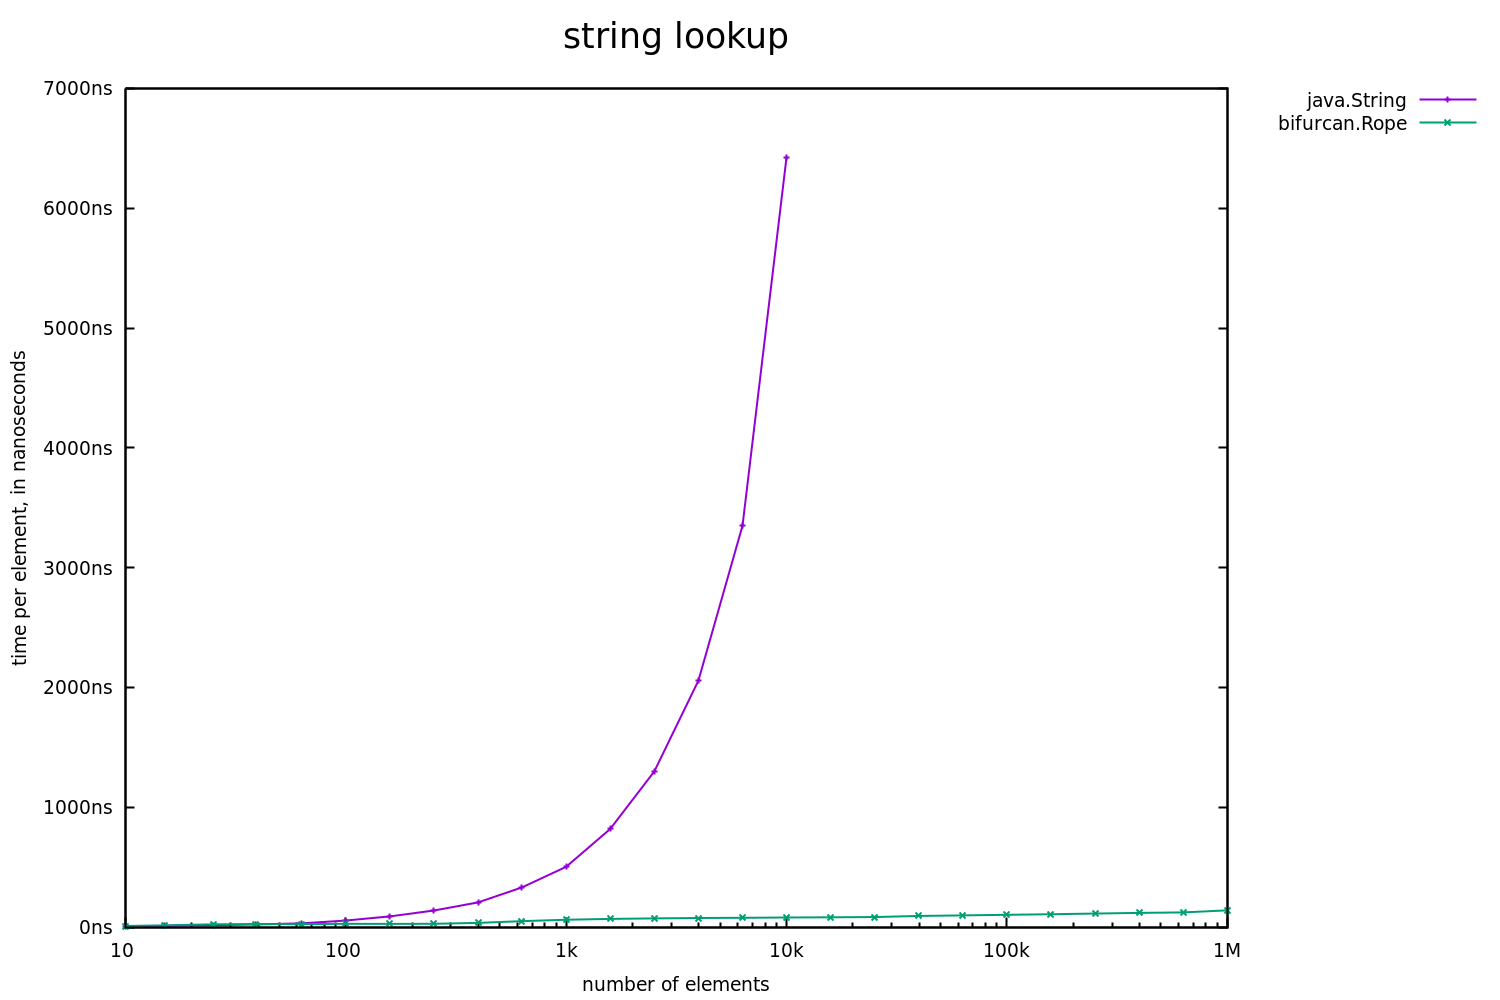 string lookup
7000ns
6000ns
5000ns
4000ns
3000ns
2000ns
1000ns
0ns
time per element, in nanoseconds
10 100 1k 10k 100k 1M
number of elements
java.String
bifurcan.Rope